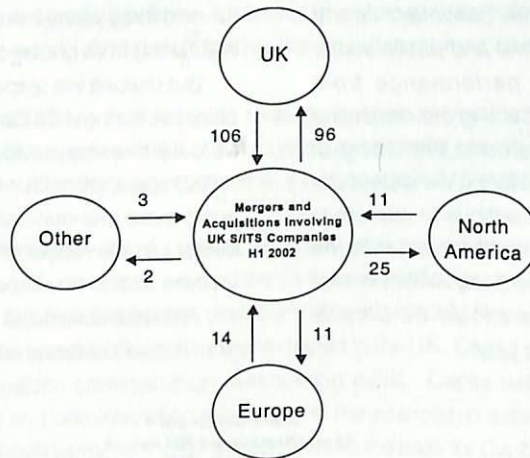 UK
106
96
3
11
Mergers and
Acquisitions Involving
UK S/ITS Companies
H1 2002
Other
North
America
2
25
14
11
Europe